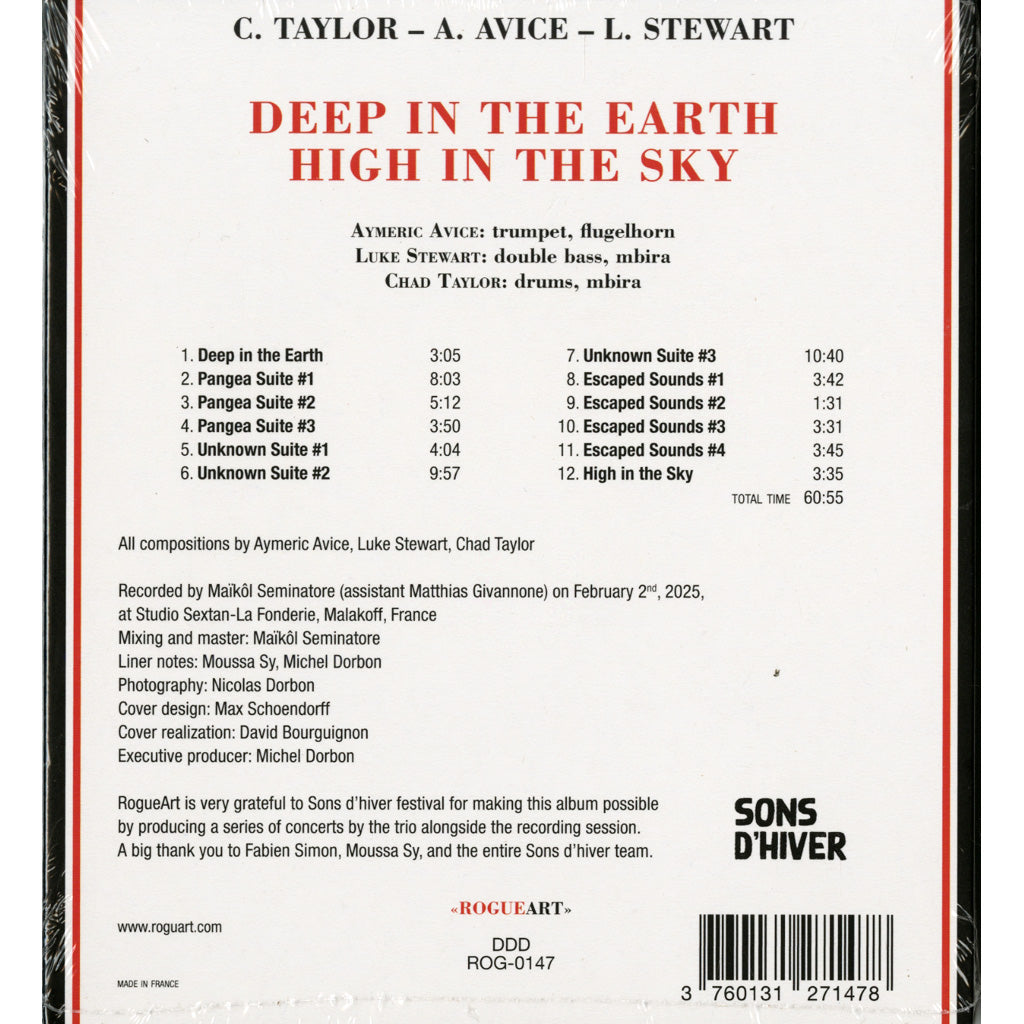 C. TAYLOR – A. AVICE – L. STEWART
DEEP IN THE EARTH
HIGH IN THE SKY
AYMERIC AVICE: trumpet, flugelhorn
LUKE STEWART: double bass, mbira
CHAD TAYLOR: drums, mbira
1. Deep in the Earth 3:05
2. Pangea Suite #1 8:03
3. Pangea Suite #2 5:12
4. Pangea Suite #3 3:50
5. Unknown Suite #1 4:04
6. Unknown Suite #2 9:57
7. Unknown Suite #3 10:40
8. Escaped Sounds #1 3:42
9. Escaped Sounds #2 1:31
10. Escaped Sounds #3 3:31
11. Escaped Sounds #4 3:45
12. High in the Sky 3:35
TOTAL TIME 60:55
All compositions by Aymeric Avice, Luke Stewart, Chad Taylor
Recorded by Maïkôl Seminatore (assistant Matthias Givannone) on February 2nd, 2025,
at Studio Sextan-La Fonderie, Malakoff, France
Mixing and master: Maïkôl Seminatore
Liner notes: Moussa Sy, Michel Dorbon
Photography: Nicolas Dorbon
Cover design: Max Schoendorff
Cover realization: David Bourguignon
Executive producer: Michel Dorbon
RogueArt is very grateful to Sons d'hiver festival for making this album possible
by producing a series of concerts by the trio alongside the recording session.
A big thank you to Fabien Simon, Moussa Sy, and the entire Sons d'hiver team.
SONS
D'HIVER
«ROGUEART»
www.roguart.com
DDD
ROG-0147
MADE IN FRANCE
3 760131 271478